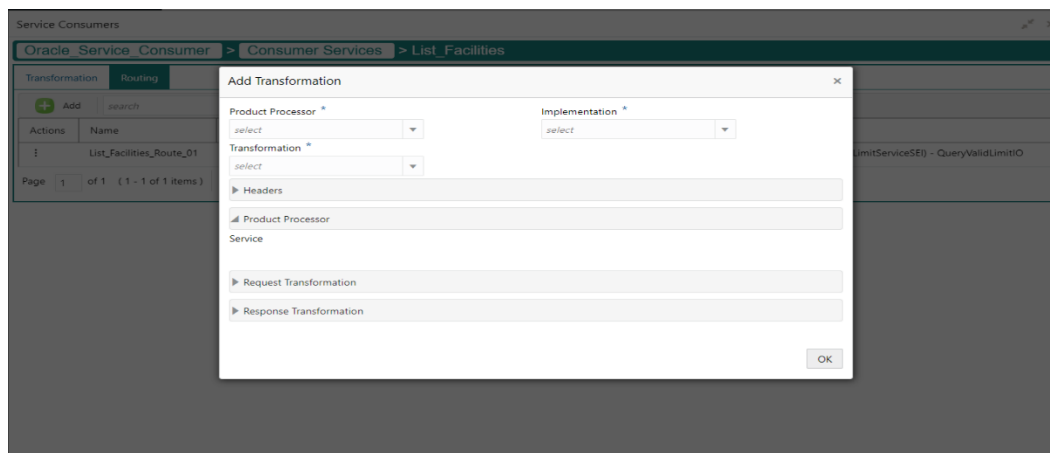 Service Consumers
Oracle_Service_Consumer > Consumer Services > List_Facilities
Transformation Routing
Add Transformation
Add search
Product Processor * Implementation *
select select
Actions Name
Transformation *
List_Facilities_Route_01 LimitServiceSEI) - QueryValidLimitIO
select
Page 1 of 1 (1 - 1 of 1 items)
Headers
Product Processor
Service
Request Transformation
Response Transformation
OK